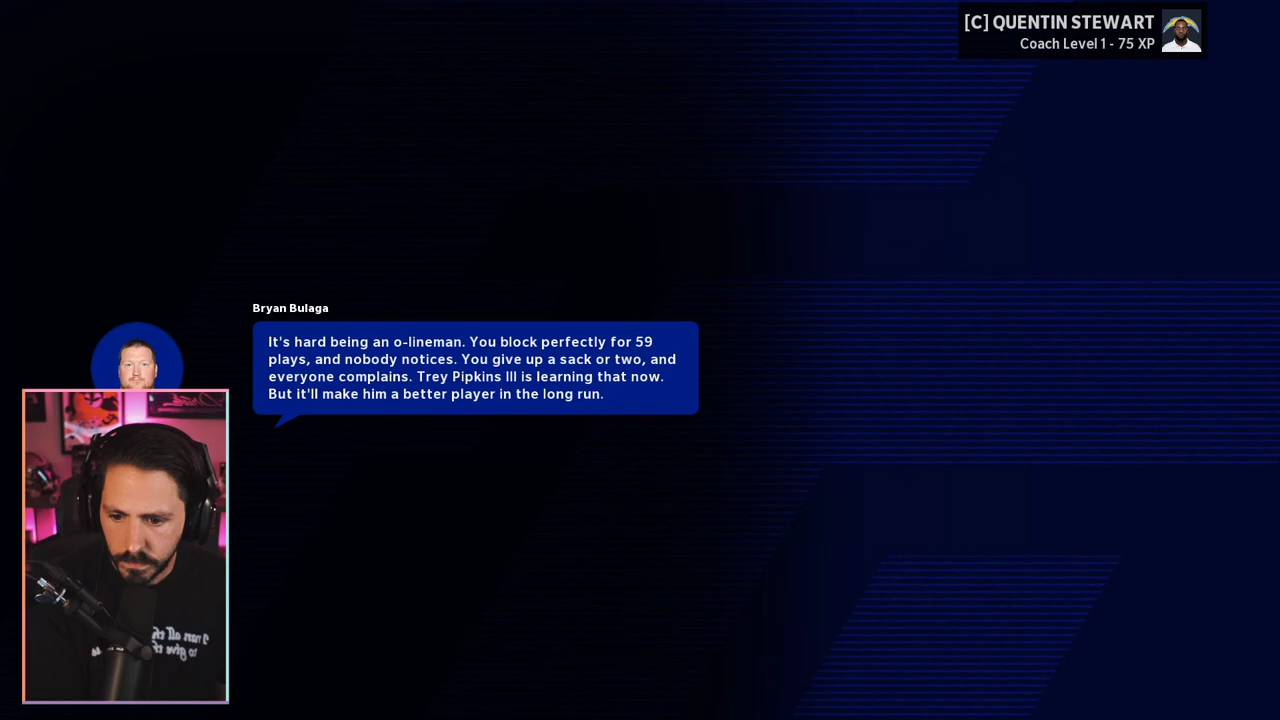 [C] QUENTIN STEWART
Coach Level 1 - 75 XP
Bryan Bulaga
It's hard being an o-lineman. You block perfectly for 59
plays, and nobody notices. You give up a sack or two, and
everyone complains. Trey Pipkins III is learning that now.
But it'll make him a better player in the long run.